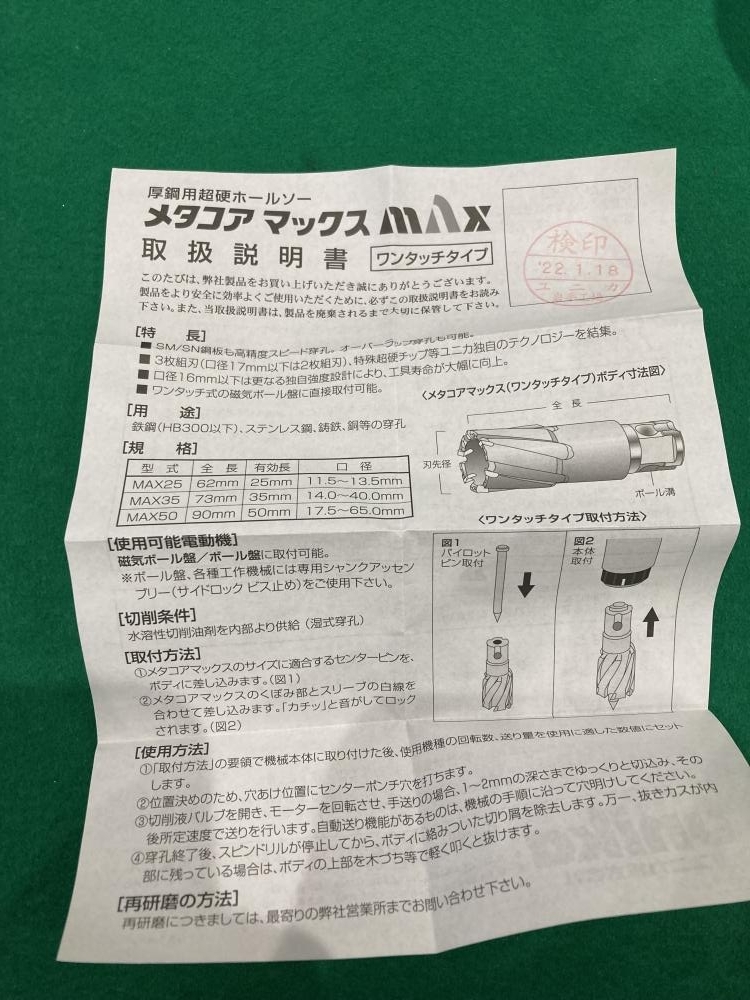 厚鋼用超硬ホールソー
メタコア マックス MAX
取扱説明書 ワンタッチタイプ
検印
'22.1.18
ユニカ
このたびは、弊社製品をお買い上げいただき誠にありがとうございます。
製品をより安全に効率よくご使用いただくために、必ずこの取扱説明書をお読み
下さい。また、当取扱説明書は、製品を廃棄されるまで大切に保管して下さい。
[特 長]
■ SM/SN鋼板も高精度スピード穿孔。オーバーラップ穿孔も可能。
■ 3枚組刃(口径17mm以下は2枚組刃)、特殊超硬チップ等ユニカ独自のテクノロジーを結集。
■ 口径16mm以下は更なる独自強度設計により、工具寿命が大幅に向上。
■ ワンタッチ式の磁気ボール盤に直接取付可能。
[用 途]
鉄鋼(HB300以下)、ステンレス鋼、鋳鉄、銅等の穿孔
[規 格]
型 式 全 長 有効長 口 径
MAX25 62mm 25mm 11.5〜13.5mm
MAX35 73mm 35mm 14.0〜40.0mm
MAX50 90mm 50mm 17.5〜65.0mm
〈メタコアマックス(ワンタッチタイプ)ボディ寸法図〉
全 長
刃先径
ボール溝
[使用可能電動機]
磁気ボール盤/ボール盤に取付可能。
※ボール盤、各種工作機械には専用シャンクアッセン
ブリー(サイドロック ビス止め)をご使用下さい。
[切削条件]
水溶性切削油剤を内部より供給(湿式穿孔)
[取付方法]
①メタコアマックスのサイズに適合するセンターピンを、
ボディに差し込みます。(図1)
②メタコアマックスのくぼみ部とスリーブの白線を
合わせて差し込みます。「カチッ」と音がしてロック
されます。(図2)
〈ワンタッチタイプ取付方法〉
図1
パイロット
ピン取付
図2
本体
取付
[使用方法]
①「取付方法」の要領で機械本体に取り付けた後、使用機種の回転数、送り量を使用に適した数値にセット
します。
②位置決めのため、穴あけ位置にセンターポンチ穴を打ちます。
③切削液バルブを開き、モーターを回転させ、手送りの場合、1〜2mmの深さまでゆっくりと切込み、その
後所定速度で送りを行います。自動送り機能があるものは、機械の手順に沿って穴明けしてください。
④穿孔終了後、スピンドリルが停止してから、ボディに絡みついた切り屑を除去します。万一、抜きカスが内
部に残っている場合は、ボディの上部を木づち等で軽く叩くと抜けます。
[再研磨の方法]
再研磨につきましては、最寄りの弊社営業所までお問い合わせ下さい。